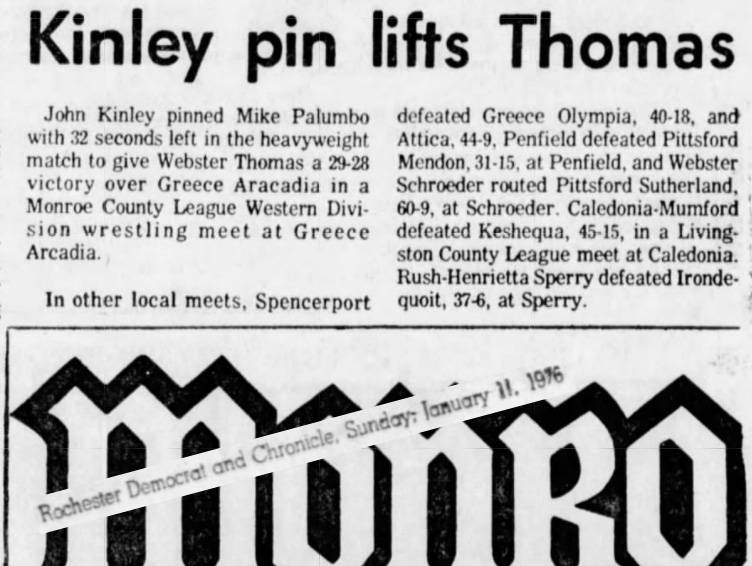 Kinley pin lifts Thomas
John Kinley pinned Mike Palumbo
with 32 seconds left in the heavyweight
match to give Webster Thomas a 29-28
victory over Greece Aracadia in a
Monroe County League Western Divi-
sion wrestling meet at Greece
Arcadia.
In other local meets, Spencerport
defeated Greece Olympia, 40-18, and
Attica, 44-9, Penfield defeated Pittsford
Mendon, 31-15, at Penfield, and Webster
Schroeder routed Pittsford Sutherland,
60-9, at Schroeder. Caledonia-Mumford
defeated Keshequa, 45-15, in a Living-
ston County League meet at Caledonia.
Rush-Henrietta Sperry defeated Ironde-
quoit, 37-6, at Sperry.
Rochester Democrat and Chronicle, Sunday, January 11, 1976
Monro